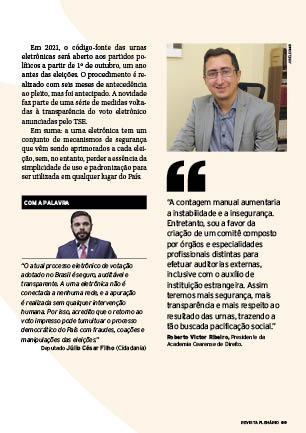 Em 2021, o código-fonte das urnas
eletrônicas será aberto aos partidos polí-
ticos a partir de 1º de outubro, um ano
antes das eleições. O procedimento é re-
alizado com seis meses de antecedência
ao pleito, mas foi antecipado. A novidade
faz parte de uma série de medidas volta-
das à transparência do voto eletrônico
anunciadas pelo TSE.
Em suma: a urna eletrônica tem um
conjunto de mecanismos de segurança
que vêm sendo aprimorados a cada elei-
ção, sem, no entanto, perder a essência da
simplicidade de uso e padronização para
ser utilizada em qualquer lugar do País.
COM A PALAVRA
“O atual processo eletrônico de votação
adotado no Brasil é seguro, auditável e
transparente. A urna eletrônica não é
conectada a nenhuma rede, e a apuração
é realizada sem qualquer intervenção
humana. Por isso, acredito que o retorno ao
voto impresso pode tumultuar o processo
democrático do País com fraudes, coações e
manipulações das eleições.”
Deputado Júlio César Filho (Cidadania)
“A contagem manual aumentaria
a instabilidade e a insegurança.
Entretanto, sou a favor da
criação de um comitê composto
por órgãos e especialidades
profissionais distintas para
efetuar auditorias externas,
inclusive com o auxílio de
instituição estrangeira. Assim
teremos mais segurança, mais
transparência e mais respeito ao
resultado das urnas, trazendo a
tão buscada pacificação social.”
Roberto Victor Ribeiro, Presidente da
Academia Cearense de Direito.
REVISTA PLENÁRIO